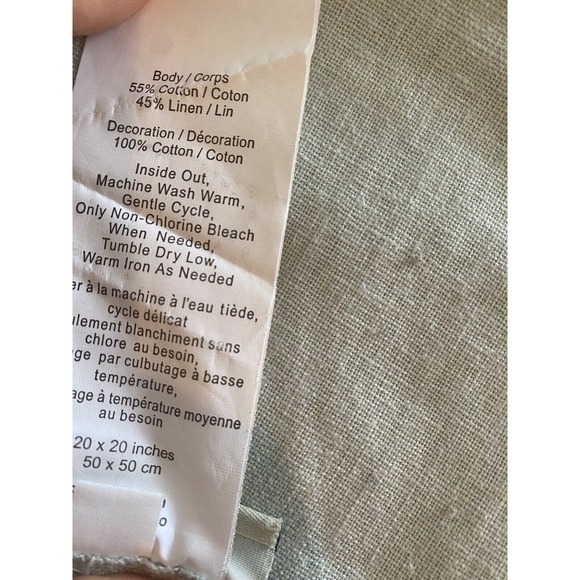 Body / Corps
55% Cotton / Coton
45% Linen / Lin
Decoration / Décoration
100% Cotton / Coton
Inside Out,
Machine Wash Warm,
Gentle Cycle,
Only Non-Chlorine Bleach
When Needed,
Tumble Dry Low,
Warm Iron As Needed
à la machine à l'eau tiède,
cycle délicat
blanchiment sans
chlore au besoin,
par culbutage à basse
température,
à température moyenne
au besoin
20 x 20 inches
50 x 50 cm